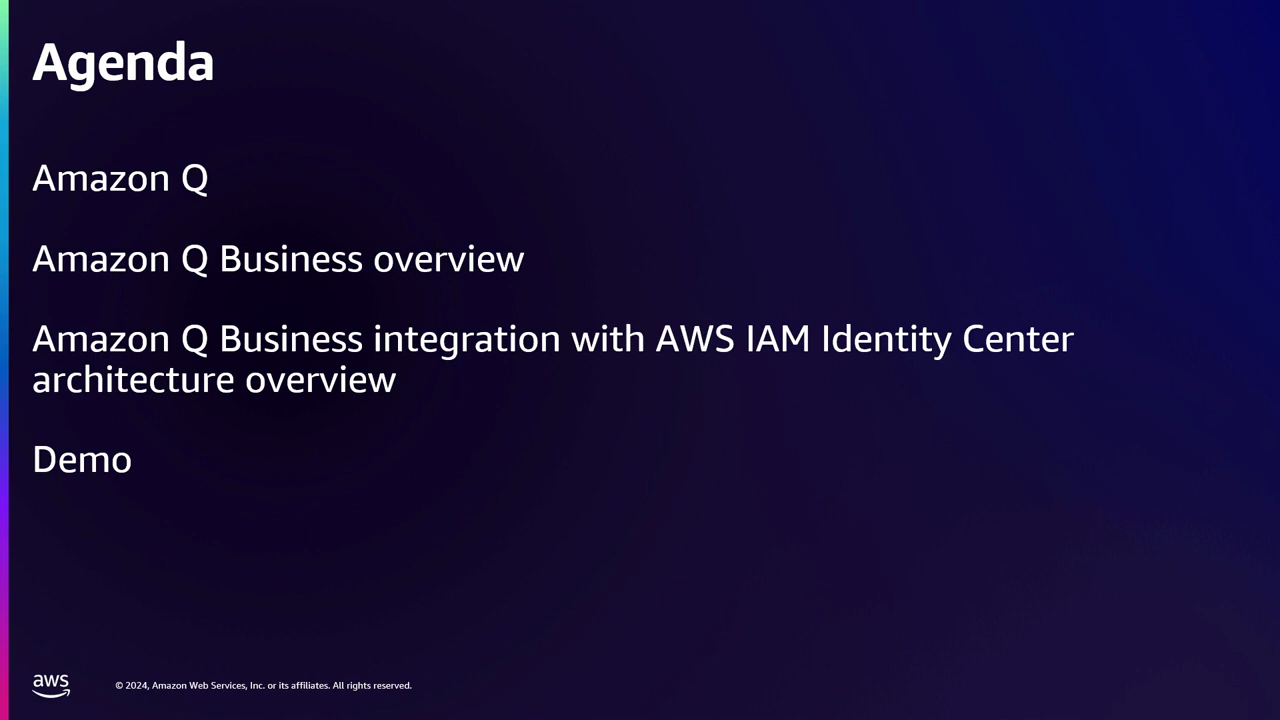 Agenda
Amazon Q
Amazon Q Business overview
Amazon Q Business integration with AWS IAM Identity Center
architecture overview
Demo
aws
© 2024, Amazon Web Services, Inc. or its affiliates. All rights reserved.